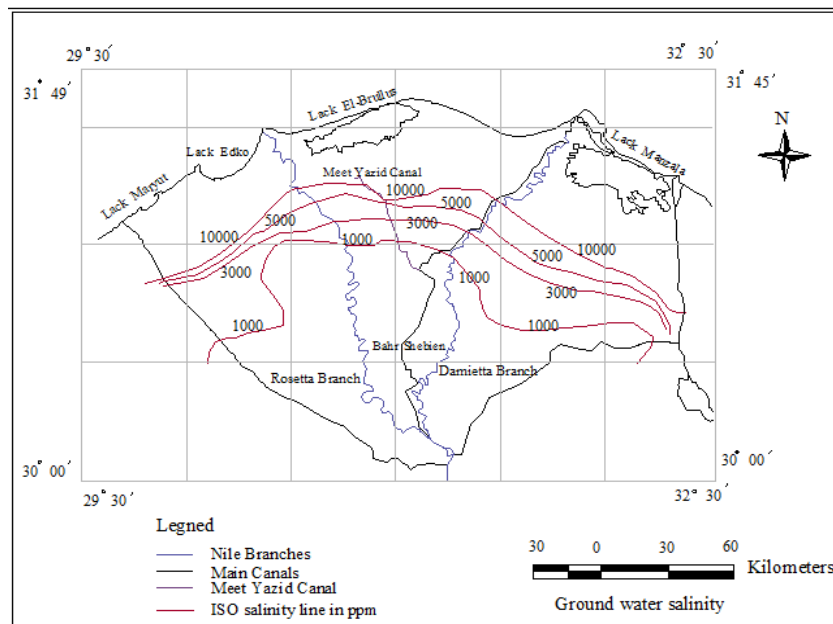 29° 30′
32° 30′
31° 49′
31° 45′
N
Lack El-Brullus
Lack Edko
Lack Manzala
Lack Maryut
Meet Yazid Canal
10000
5000
3000
1000
10000
5000
3000
1000
1000
10000
5000
3000
1000
Bahr Shebien
Rosetta Branch
Damietta Branch
30° 00′
30° 00′
29° 30′
32° 30′
Legned
Nile Branches
Main Canals
Meet Yazid Canal
ISO salinity line in ppm
30 0 30 60
Kilometers
Ground water salinity